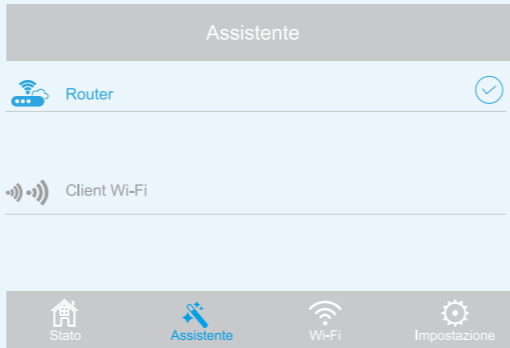 Assistente
Router
Client Wi-Fi
Stato Assistente Wi-Fi Impostazione